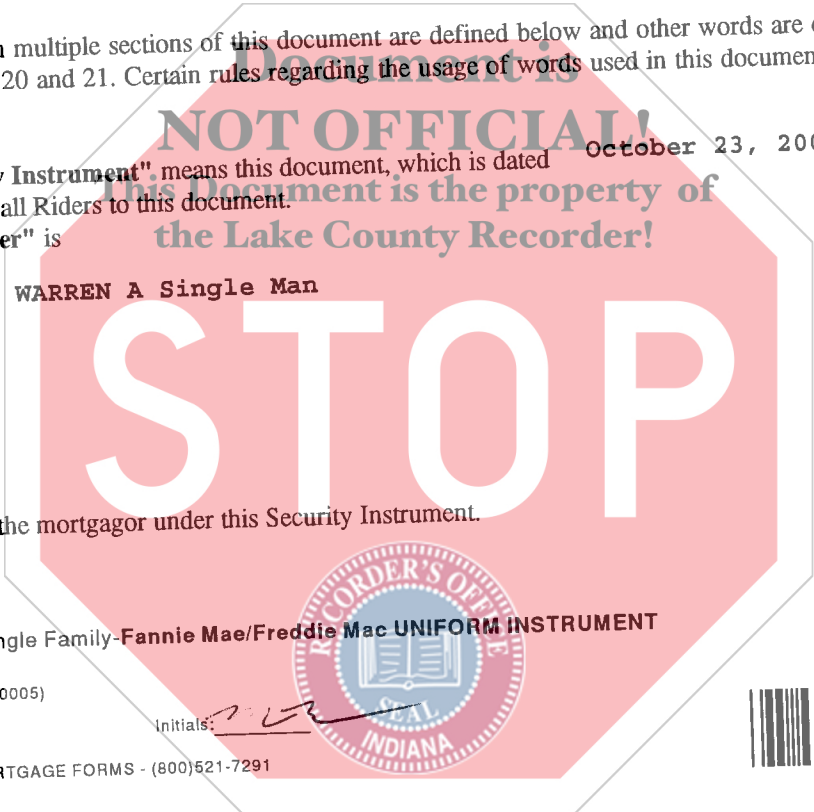 multiple sections of this document are defined below and other words are
20 and 21. Certain rules regarding the usage of words used in this documen
Document is
NOT OFFICIAL!
Instrument" means this document, which is dated October 23, 200
This Document is the property of
all Riders to this document.
er" is
the Lake County Recorder!
WARREN A Single Man
STOP
the mortgagor under this Security Instrument.
RECORDER'S OFFICE
ngle Family-Fannie Mae/Freddie Mac UNIFORM INSTRUMENT
0005)
SEAL
Initials:
INDIANA
RTGAGE FORMS - (800)521-7291